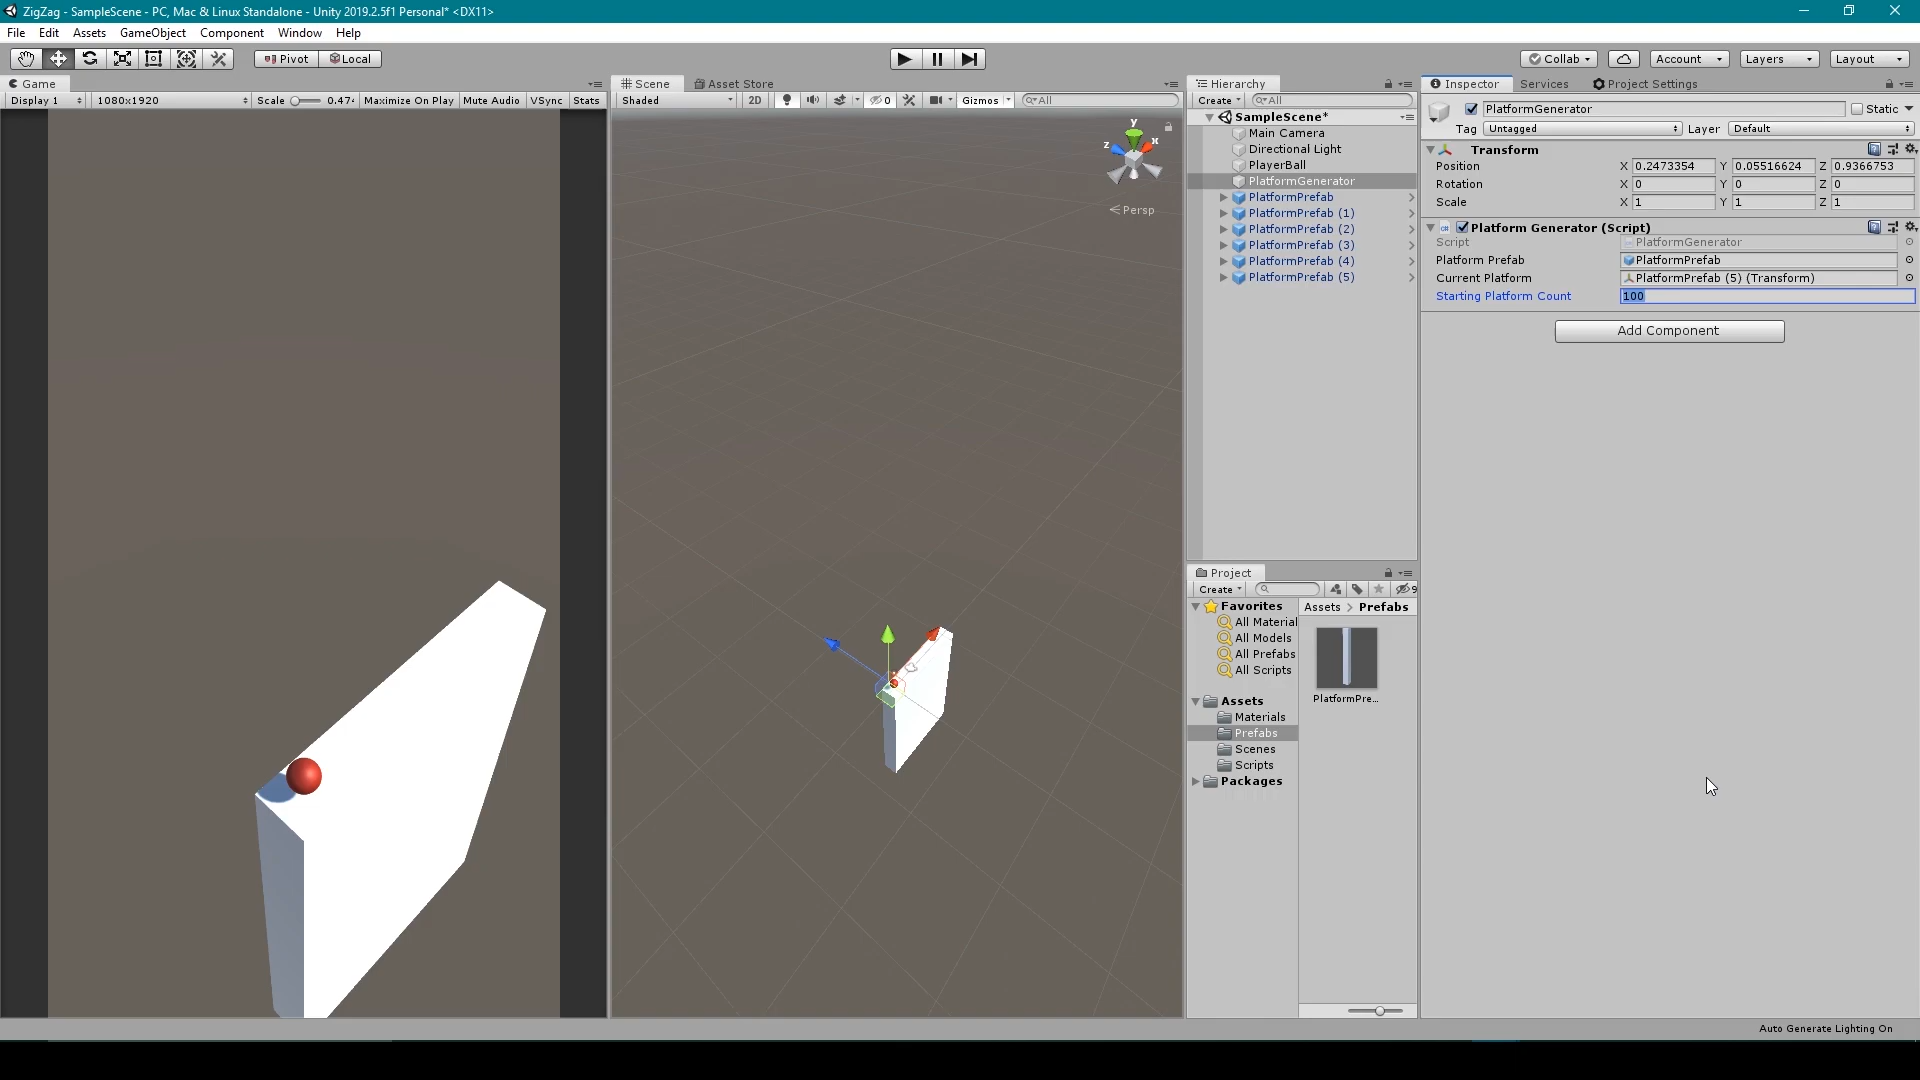 ZigZag - SampleScene - PC, Mac & Linux Standalone - Unity 2019.2.5f1 Personal* <DX11>
File Edit Assets GameObject Component Window Help
Pivot Local Collab Account Layers Layout
Game
Display 1 1080x1920 Scale 0.47 Maximize On Play Mute Audio VSync Stats
Scene Asset Store
Shaded 2D 0 Gizmos All
y
z
x
Persp
Hierarchy
Create All
SampleScene*
Main Camera
Directional Light
PlayerBall
PlatformGenerator
PlatformPrefab
PlatformPrefab (1)
PlatformPrefab (2)
PlatformPrefab (3)
PlatformPrefab (4)
PlatformPrefab (5)
Project
Create 9
Favorites
All Material
All Models
All Prefabs
All Scripts
Assets
Materials
Prefabs
Scenes
Scripts
Packages
Assets > Prefabs
PlatformPre...
Inspector Services Project Settings
PlatformGenerator Static
Tag Untagged Layer Default
Transform
Position X 0.2473354 Y 0.05516624 Z 0.9366753
Rotation X 0 Y 0 Z 0
Scale X 1 Y 1 Z 1
Platform Generator (Script)
Script PlatformGenerator
Platform Prefab PlatformPrefab
Current Platform PlatformPrefab (5) (Transform)
Starting Platform Count 100
Add Component
Auto Generate Lighting On